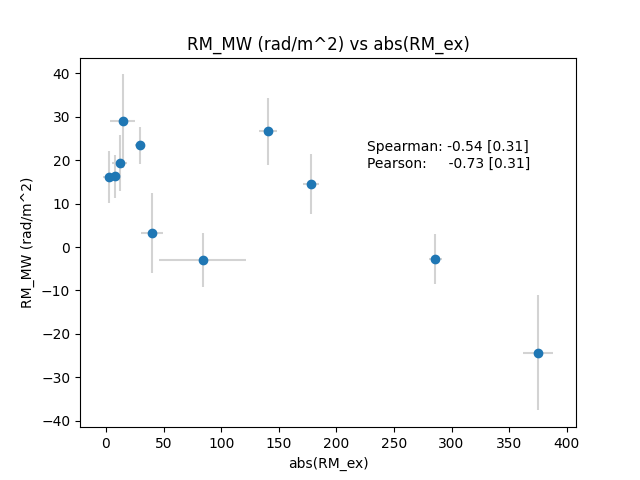 RM_MW (rad/m^2) vs abs(RM_ex)
40
30
20
10
0
−10
−20
−30
−40
RM_MW (rad/m^2)
Spearman: -0.54 [0.31]
Pearson: -0.73 [0.31]
0 50 100 150 200 250 300 350 400
abs(RM_ex)